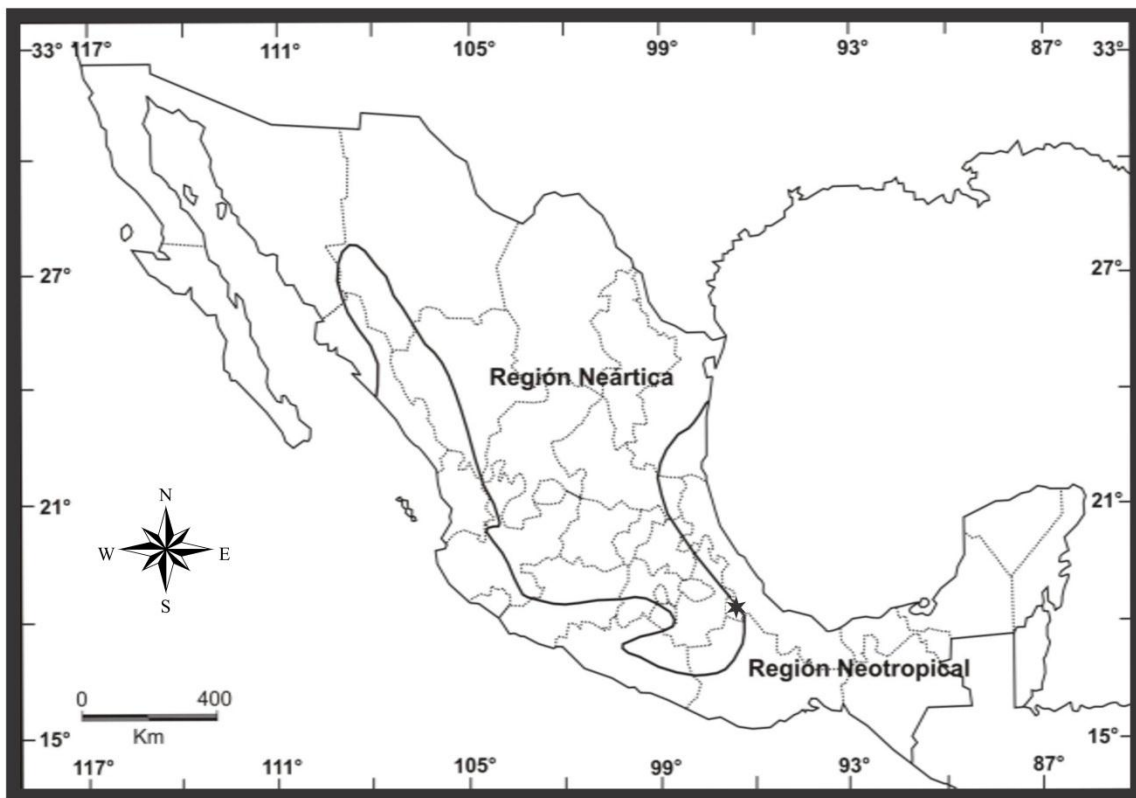 117° 111° 105° 99° 93° 87°
33° 33°
27° 27°
Región Neártica
21° 21°
N
W E
S
Región Neotropical
0 400
Km
15° 15°
117° 111° 105° 99° 93° 87°